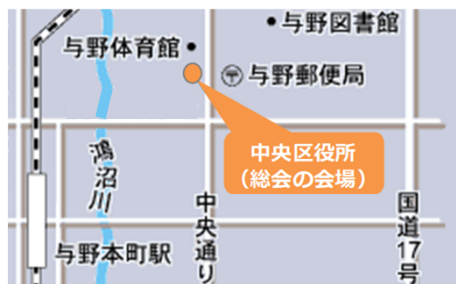 与野図書館
与野体育館
〒与野郵便局
中央区役所
（総会の会場）
鴻沼川
中央通り
国道17号
与野本町駅